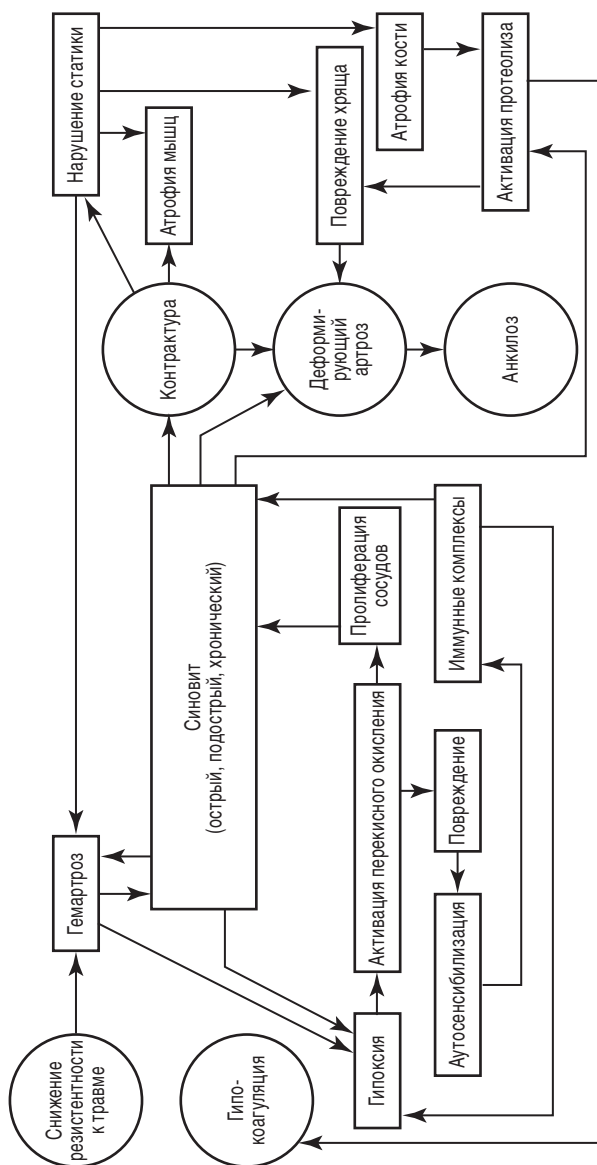 Снижение
резистентности
к травме
Гемартроз
Нарушение статики
Атрофия мышц
Синовит
(острый, подострый, хронический)
Контрактура
Повреждение хряща
Атрофия кости
Гипо-
коагуляция
Деформи-
рующий
артроз
Пролиферация
сосудов
Гипоксия
Активация перекисного окисления
Активация протеолиза
Анкилоз
Иммунные комплексы
Повреждение
Аутосенсибилизация